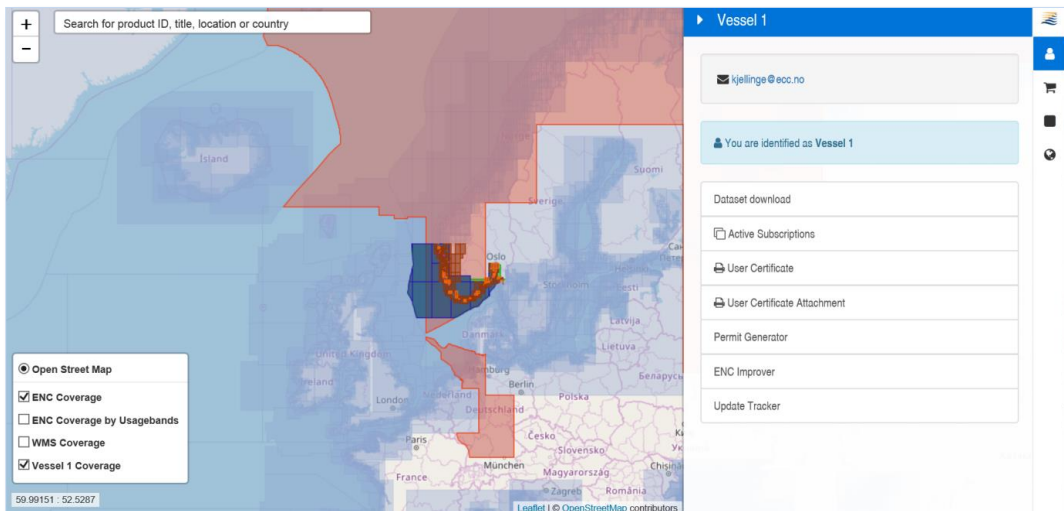 +
Search for product ID, title, location or country
−
Vessel 1
kjellinge@ecc.no
You are identified as Vessel 1
Dataset download
Active Subscriptions
User Certificate
User Certificate Attachment
Permit Generator
ENC Improver
Update Tracker
Ísland
Suomi
Sverige
Oslo
Stockholm
Eesti
Latvija
Danmark
Lietuva
United Kingdom
Ireland
Hamburg
Беларусь
Berlin
London
Nederland
Polska
Deutschland
Paris
Česko
Slovensko
München
Magyarország
France
Zagreb
România
Open Street Map
ENC Coverage
ENC Coverage by Usagebands
WMS Coverage
Vessel 1 Coverage
59.99151 : 52.5287
Leaflet | © OpenStreetMap contributors